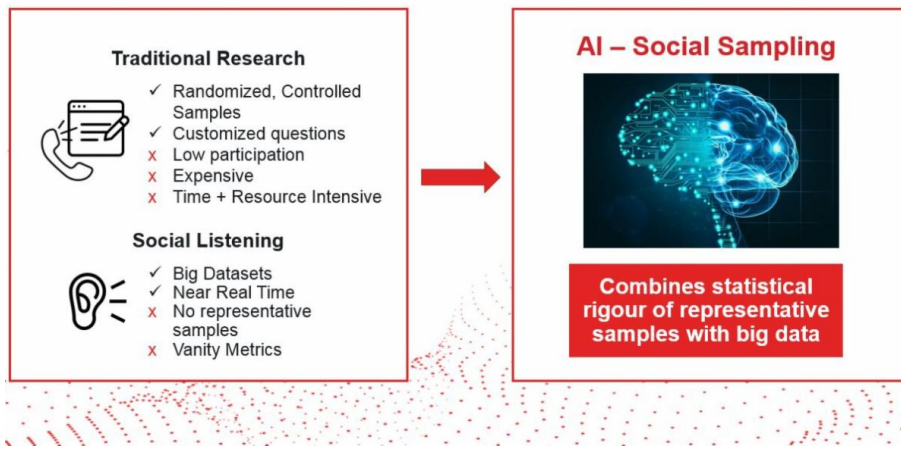 Traditional Research
✓ Randomized, Controlled
Samples
✓ Customized questions
x Low participation
x Expensive
x Time + Resource Intensive
Social Listening
✓ Big Datasets
✓ Near Real Time
x No representative
samples
x Vanity Metrics
AI – Social Sampling
Combines statistical
rigour of representative
samples with big data